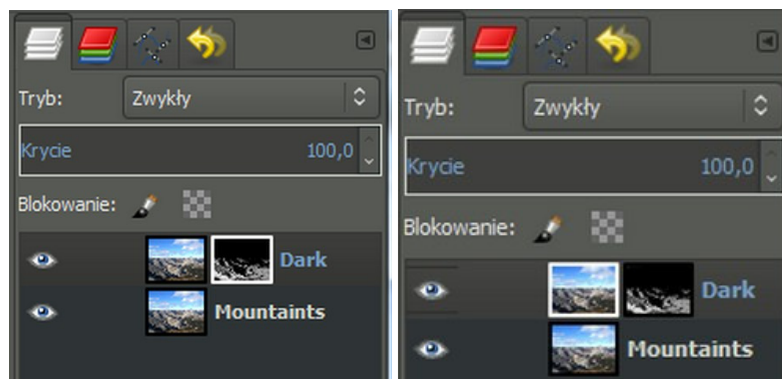 Tryb: Zwykły
Krycie 100,0
Blokowanie:
Dark
Mountaints
Tryb: Zwykły
Krycie 100,0
Blokowanie:
Dark
Mountaints